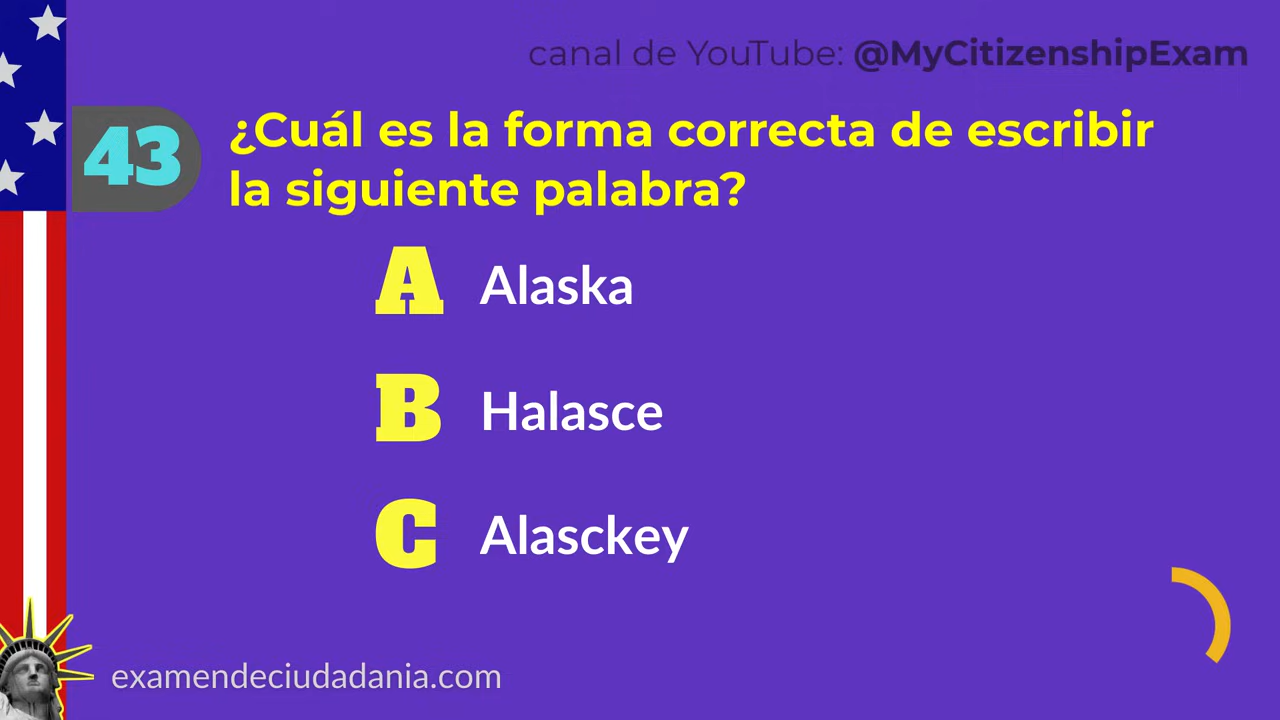 canal de YouTube: @MyCitizenshipExam
43
¿Cuál es la forma correcta de escribir
la siguiente palabra?
A Alaska
B Halasce
C Alasckey
examendeciudadania.com